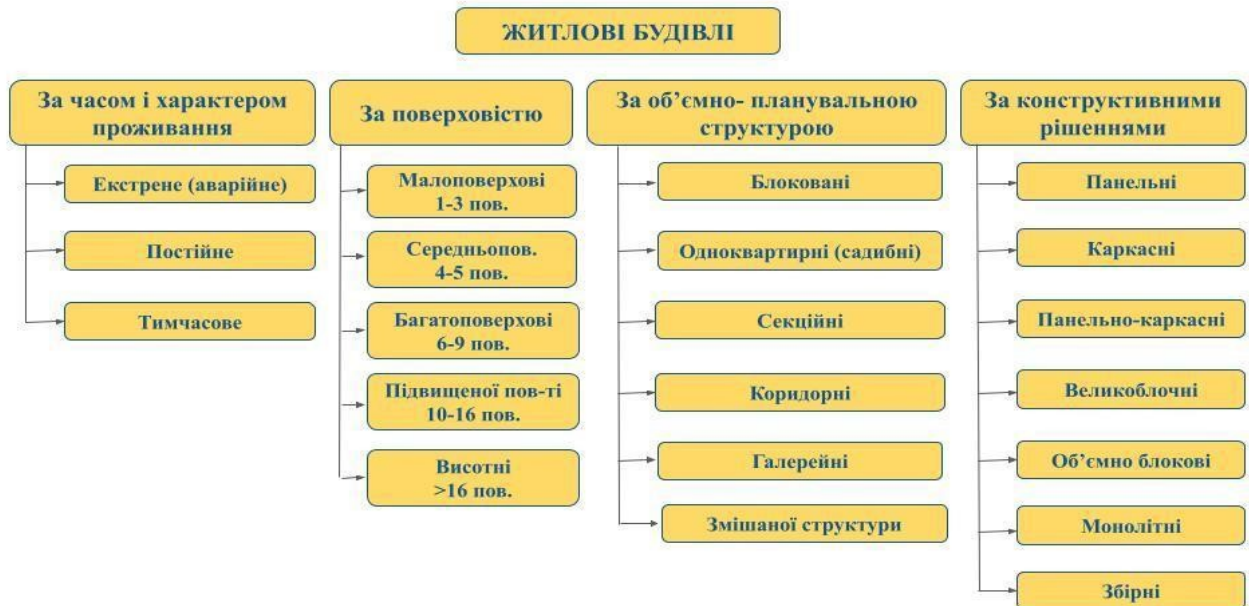 ЖИТЛОВІ БУДІВЛІ
За часом і характером
проживання
Екстрене (аварійне)
Постійне
Тимчасове
За поверховістю
Малоповерхові
1-3 пов.
Середньопов.
4-5 пов.
Багатоповерхові
6-9 пов.
Підвищеної пов-ті
10-16 пов.
Висотні
>16 пов.
За об’ємно- планувальною
структурою
Блоковані
Одноквартирні (садибні)
Секційні
Коридорні
Галерейні
Змішаної структури
За конструктивними
рішеннями
Панельні
Каркасні
Панельно-каркасні
Великоблочні
Об’ємно блокові
Монолітні
Збірні